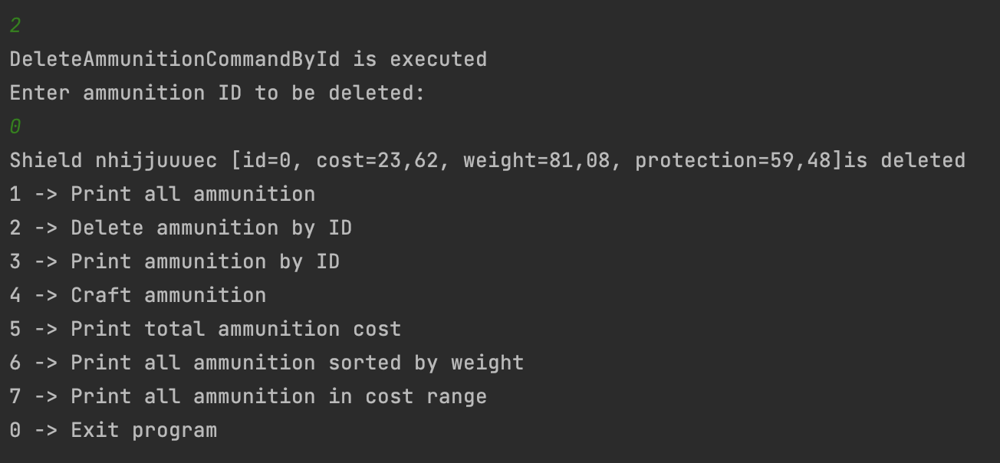 2
DeleteAmmunitionCommandById is executed
Enter ammunition ID to be deleted:
0
Shield nhijjuuuec [id=0, cost=23,62, weight=81,08, protection=59,48]is deleted
1 -> Print all ammunition
2 -> Delete ammunition by ID
3 -> Print ammunition by ID
4 -> Craft ammunition
5 -> Print total ammunition cost
6 -> Print all ammunition sorted by weight
7 -> Print all ammunition in cost range
0 -> Exit program